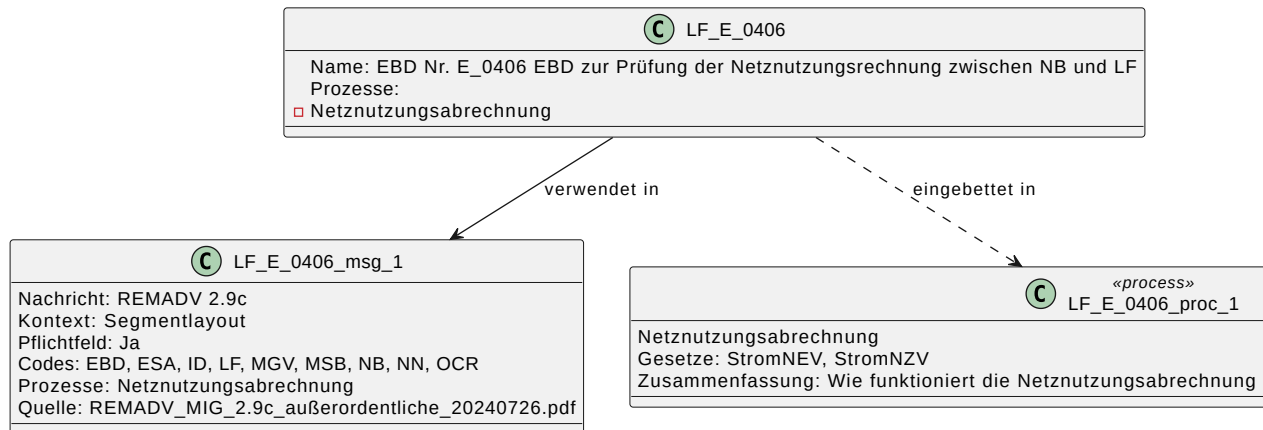 C LF_E_0406
Name: EBD Nr. E_0406 EBD zur Prüfung der Netznutzungsrechnung zwischen NB und LF
Prozesse:
Netznutzungsabrechnung
verwendet in
eingebettet in
C LF_E_0406_msg_1
Nachricht: REMADV 2.9c
Kontext: Segmentlayout
Pflichtfeld: Ja
Codes: EBD, ESA, ID, LF, MGV, MSB, NB, NN, OCR
Prozesse: Netznutzungsabrechnung
Quelle: REMADV_MIG_2.9c_außerordentliche_20240726.pdf
«process»
C LF_E_0406_proc_1
Netznutzungsabrechnung
Gesetze: StromNEV, StromNZV
Zusammenfassung: Wie funktioniert die Netznutzungsabrechnung